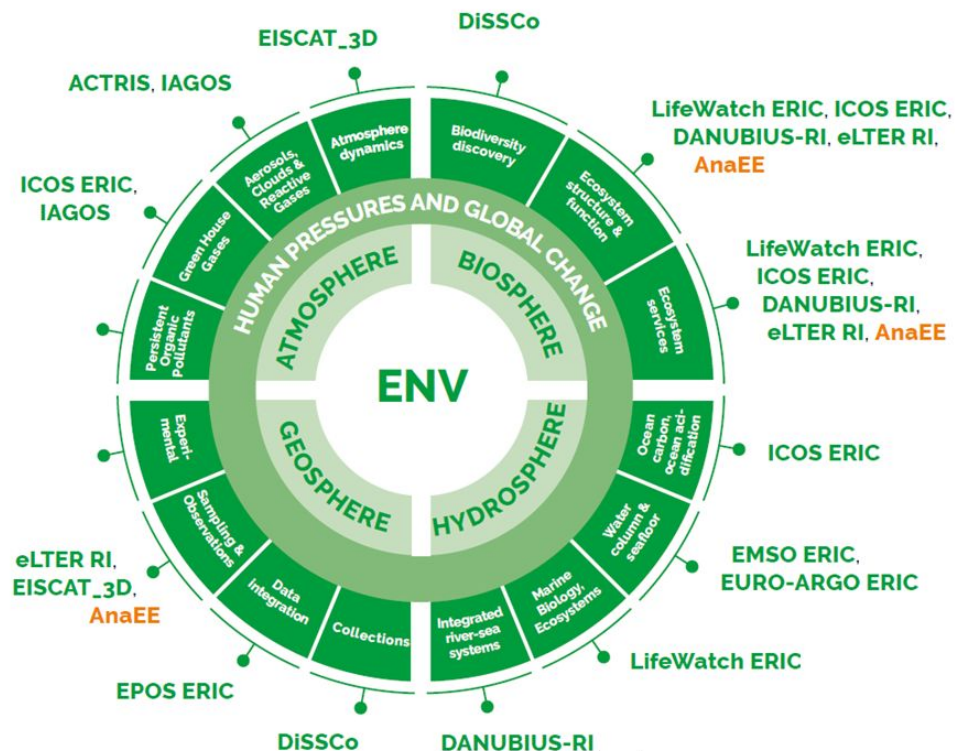 DiSSCo
EISCAT_3D
ACTRIS, IAGOS
LifeWatch ERIC, ICOS ERIC,
DANUBIUS-RI, eLTER RI,
AnaEE
ICOS ERIC,
IAGOS
LifeWatch ERIC,
ICOS ERIC,
DANUBIUS-RI,
eLTER RI, AnaEE
Atmosphere
dynamics
Biodiversity
discovery
Aerosols,
Clouds &
Reactive
Gases
Ecosystem
structure &
function
Green House
Gases
Ecosystem
services
Persistent
Organic
Pollutants
HUMAN PRESSURES AND GLOBAL CHANGE
ATMOSPHERE
BIOSPHERE
ENV
GEOSPHERE
HYDROSPHERE
Experi-
mental
Ocean
carbon,
ocean aci-
dification
Sampling &
Observations
Water
column &
seafloor
Data
integration
Marine
Biology,
Ecosystems
Collections
Integrated
river-sea
systems
ICOS ERIC
eLTER RI,
EISCAT_3D,
AnaEE
EMSO ERIC,
EURO-ARGO ERIC
EPOS ERIC
LifeWatch ERIC
DiSSCo
DANUBIUS-RI